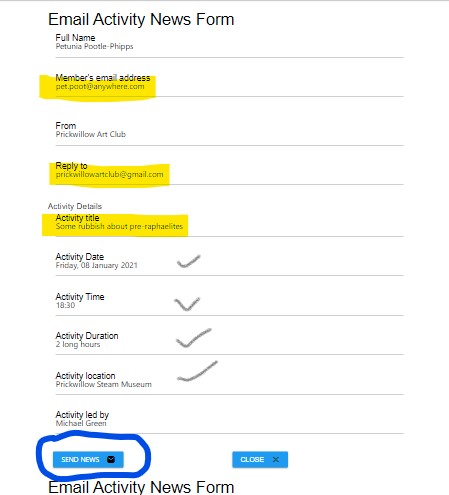 Email Activity News Form
Full Name
Petunia Pootle-Phipps
Member's email address
pet.poot@anywhere.com
From
Prickwillow Art Club
Reply to
prickwillowartclub@gmail.com
Activity Details
Activity title
Some rubbish about pre-raphaelites
Activity Date
Friday, 08 January 2021
Activity Time
18:30
Activity Duration
2 long hours
Activity location
Prickwillow Steam Museum
Activity led by
Michael Green
SEND NEWS CLOSE
Email Activity News Form